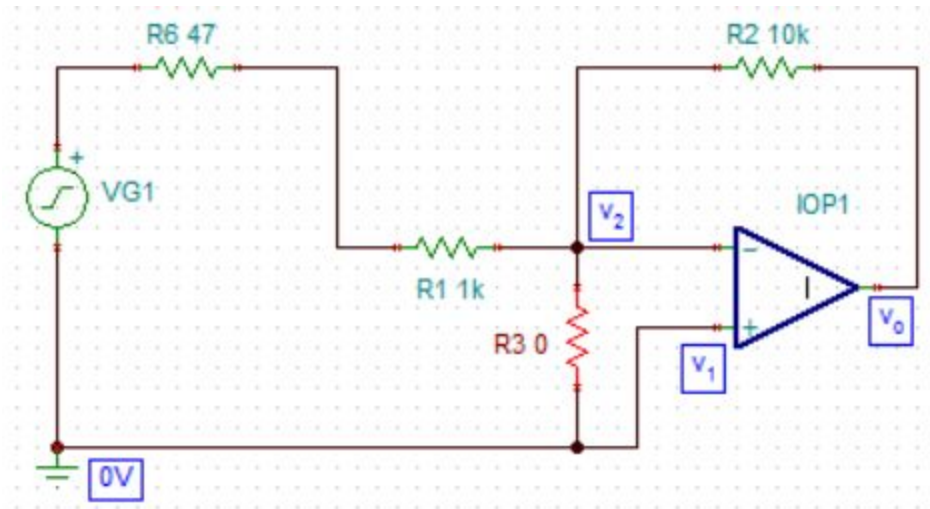 R6 47
R2 10k
+
VG1
v2
IOP1
−
R1 1k
R3 0
I
+
vo
v1
0V